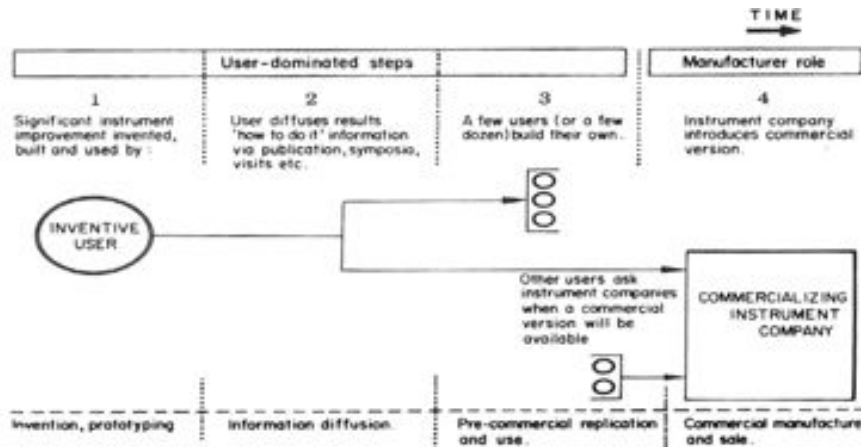 TIME
User-dominated steps
Manufacturer role
1
Significant instrument
improvement invented,
built and used by :
2
User diffuses results
'how to do it' information
via publication, symposia,
visits etc.
3
A few users (or a few
dozen) build their own.
4
Instrument company
introduces commercial
version.
INVENTIVE
USER
Other users ask
instrument companies
when a commercial
version will be
available
COMMERCIALIZING
INSTRUMENT
COMPANY
Invention, prototyping
Information diffusion.
Pre-commercial replication
and use.
Commercial manufacture
and sale.